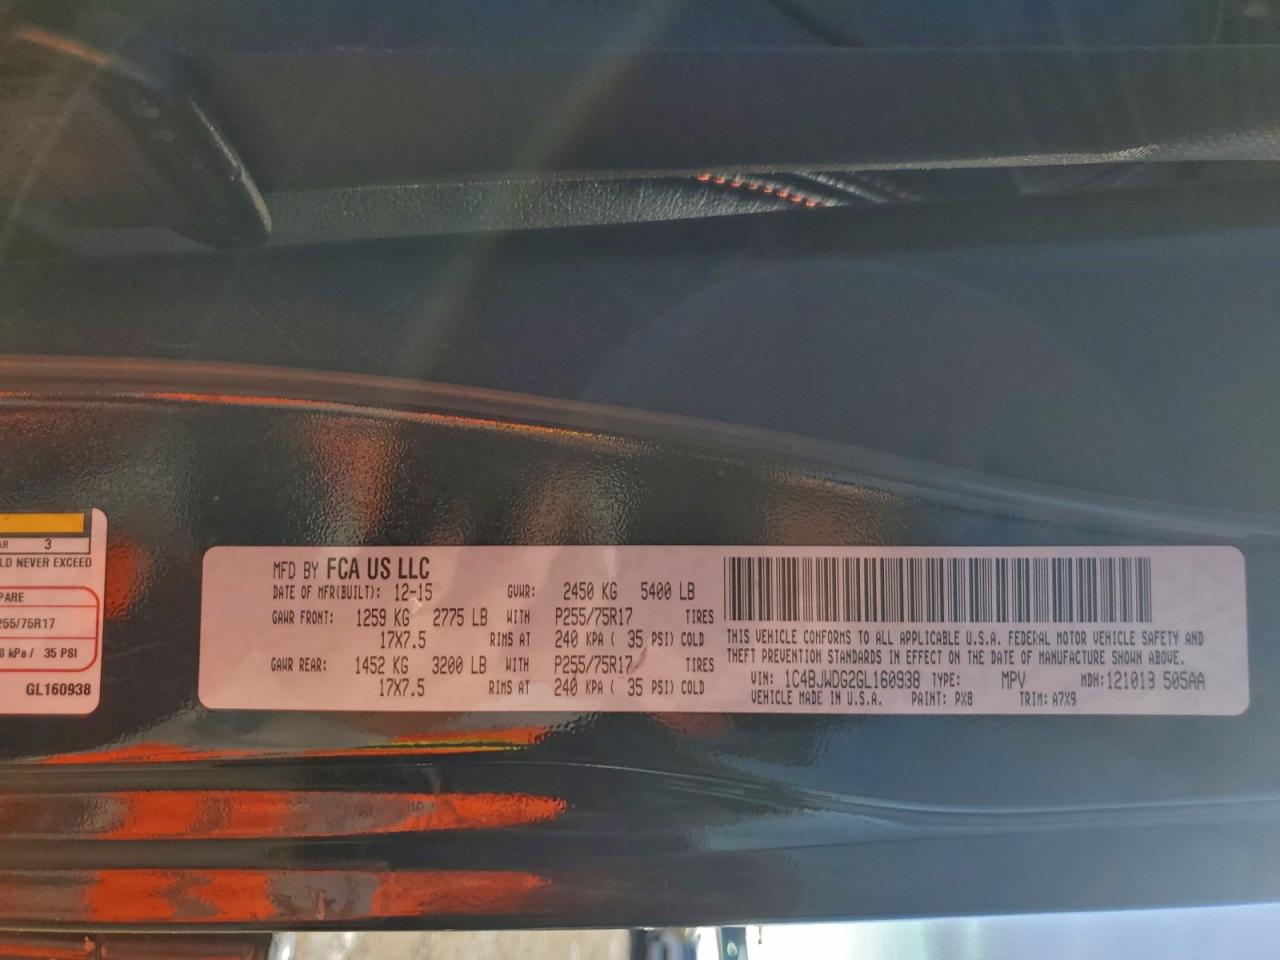 AR 3
LD NEVER EXCEED
PARE
255/75R17
0 kPa / 35 PSI
GL160938
MFD BY FCA US LLC
DATE OF MFR(BUILT): 12-15 GVWR: 2450 KG 5400 LB
GAWR FRONT: 1259 KG 2775 LB WITH P255/75R17 TIRES
17X7.5 RIMS AT 240 KPA ( 35 PSI) COLD
GAWR REAR: 1452 KG 3200 LB WITH P255/75R17 TIRES
17X7.5 RIMS AT 240 KPA ( 35 PSI) COLD
THIS VEHICLE CONFORMS TO ALL APPLICABLE U.S.A. FEDERAL MOTOR VEHICLE SAFETY AND
THEFT PREVENTION STANDARDS IN EFFECT ON THE DATE OF MANUFACTURE SHOWN ABOVE.
VIN: 1C4BJWDG2GL160938 TYPE: MPV MDH: 121013 505AA
VEHICLE MADE IN U.S.A. PAINT: PX8 TRIM: A7X9